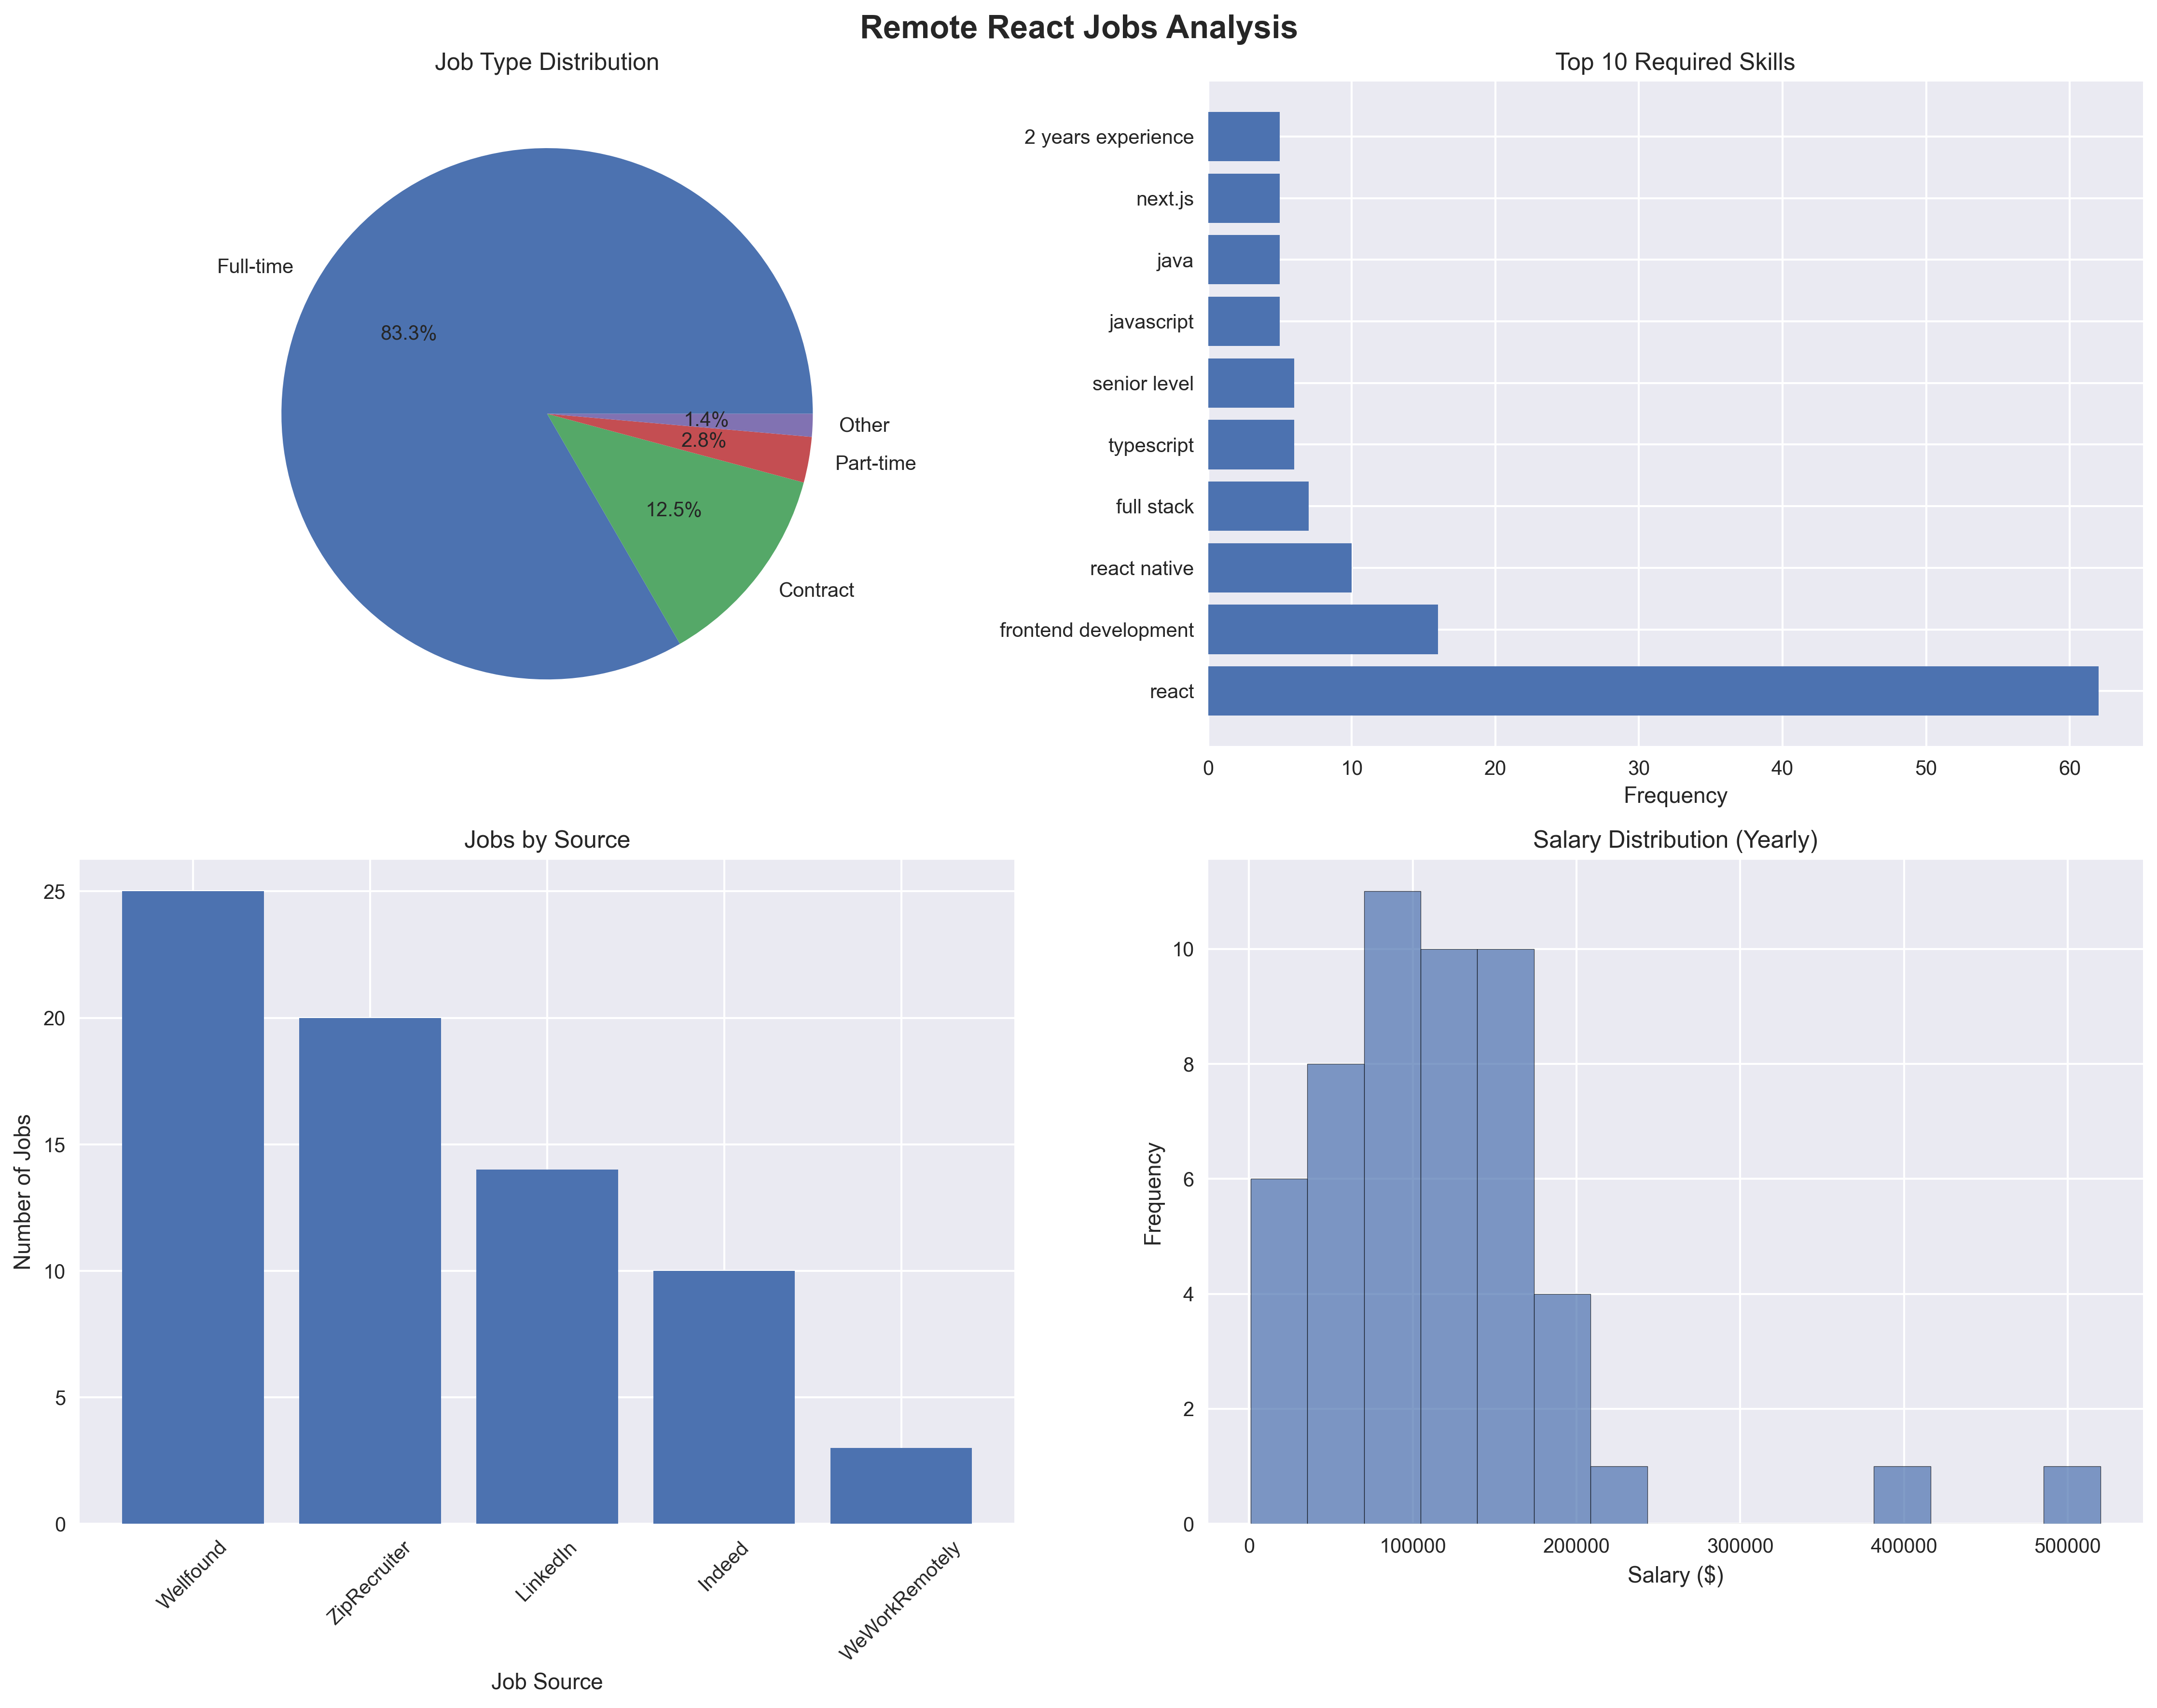 Remote React Jobs Analysis
Job Type Distribution
Full-time
83.3%
1.4%
Other
2.8%
Part-time
12.5%
Contract
Top 10 Required Skills
2 years experience
next.js
java
javascript
senior level
typescript
full stack
react native
frontend development
react
0 10 20 30 40 50 60
Frequency
Jobs by Source
Number of Jobs
25
20
15
10
5
0
Wellfound
ZipRecruiter
LinkedIn
Indeed
WeWorkRemotely
Job Source
Salary Distribution (Yearly)
Frequency
10
8
6
4
2
0
0 100000 200000 300000 400000 500000
Salary ($)